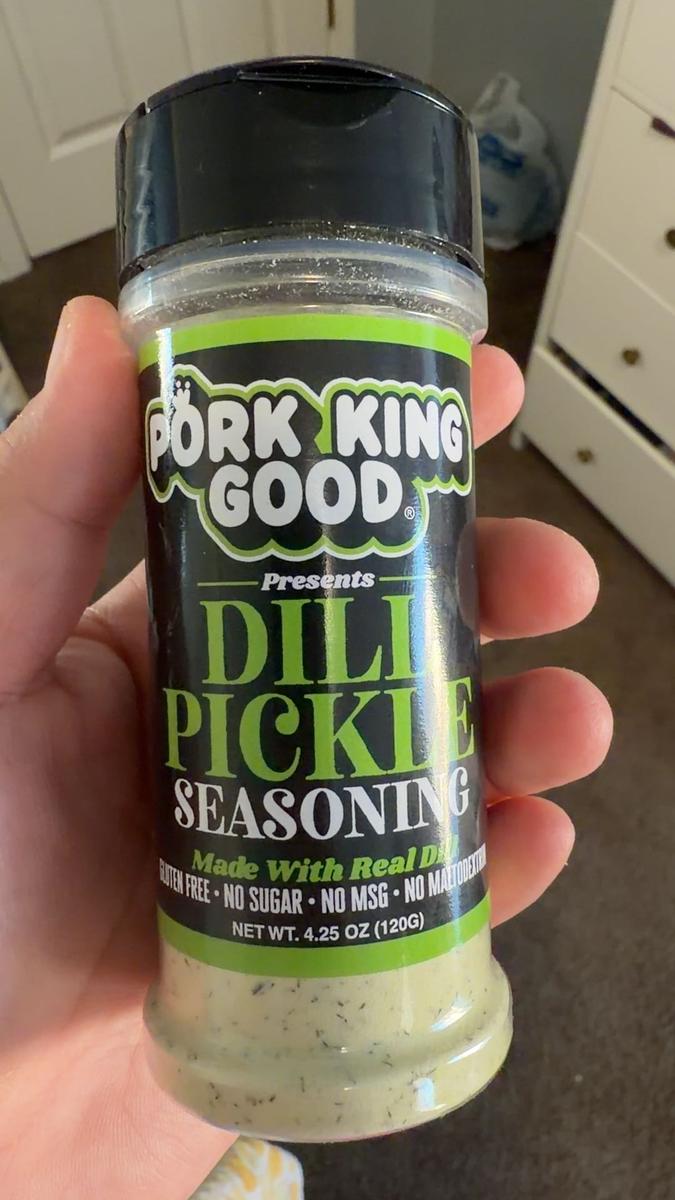 PORK KING
GOOD®
Presents
DILL
PICKLE
SEASONING
Made With Real Dill
GLUTEN FREE • NO SUGAR • NO MSG • NO
NET WT. 4.25 OZ (120G)